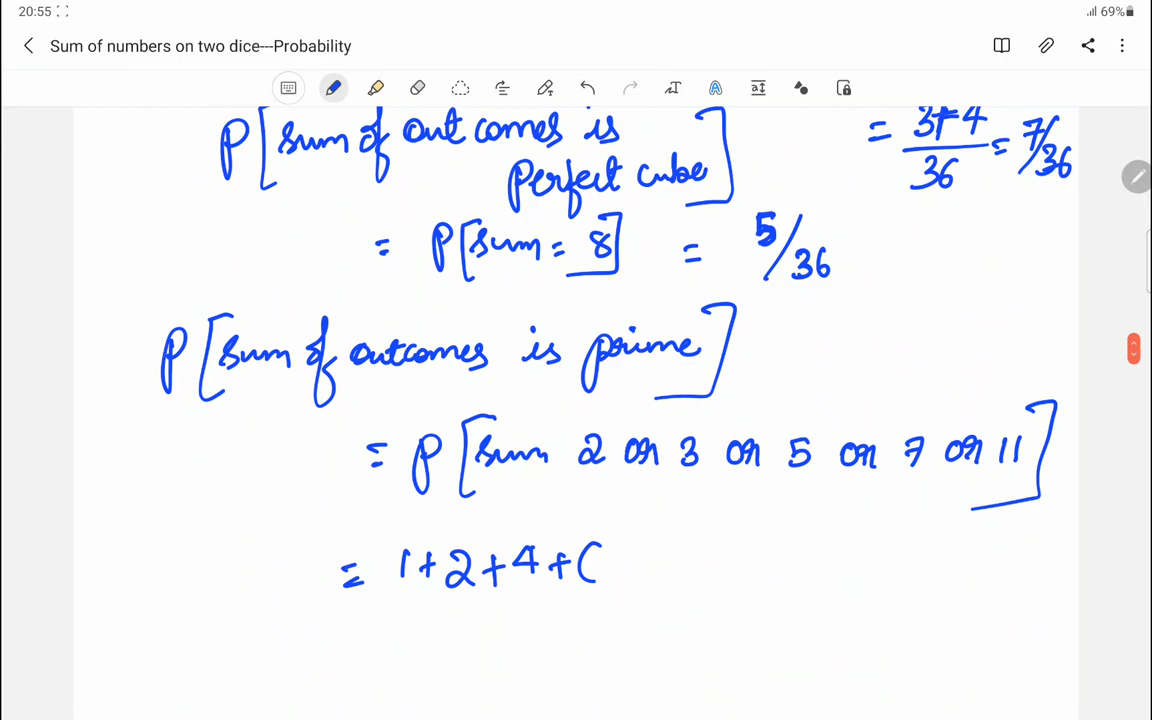 20:55 69%
Sum of numbers on two dice---Probability
P[sum of outcomes is perfect cube] = 3+4/36 = 7/36
= P[sum = 8] = 5/36
P[sum of outcomes is prime]
= P[sum 2 or 3 or 5 or 7 or 11]
= 1+2+4+(